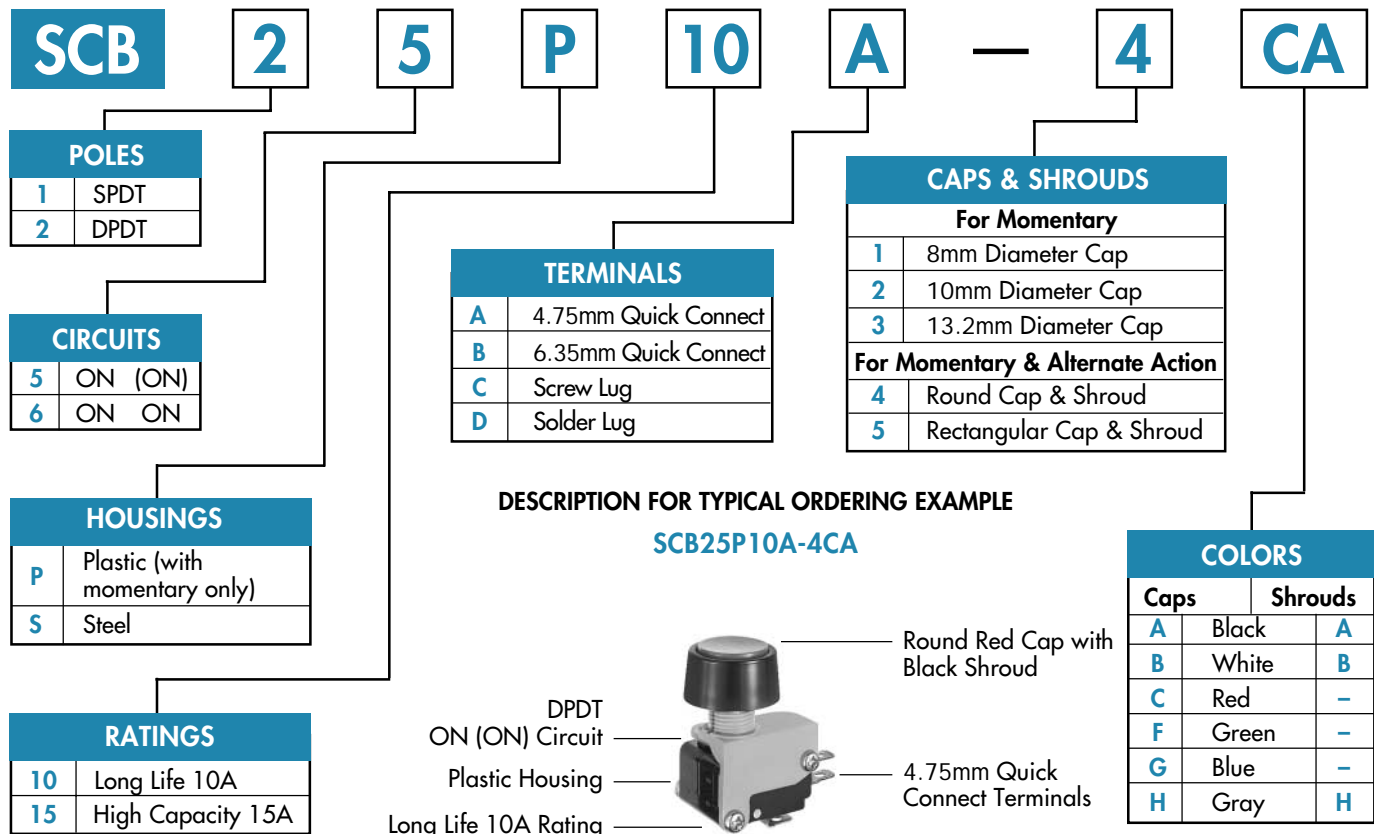 SCB 2 5 P 10 A — 4 CA
POLES
1 SPDT
2 DPDT
CIRCUITS
5 ON (ON)
6 ON ON
HOUSINGS
P Plastic (with
momentary only)
S Steel
RATINGS
10 Long Life 10A
15 High Capacity 15A
TERMINALS
A 4.75mm Quick Connect
B 6.35mm Quick Connect
C Screw Lug
D Solder Lug
CAPS & SHROUDS
For Momentary
1 8mm Diameter Cap
2 10mm Diameter Cap
3 13.2mm Diameter Cap
For Momentary & Alternate Action
4 Round Cap & Shroud
5 Rectangular Cap & Shroud
COLORS
Caps Shrouds
A Black A
B White B
C Red –
F Green –
G Blue –
H Gray H
DESCRIPTION FOR TYPICAL ORDERING EXAMPLE
SCB25P10A-4CA
DPDT
ON (ON) Circuit
Plastic Housing
Long Life 10A Rating
Round Red Cap with
Black Shroud
4.75mm Quick
Connect Terminals